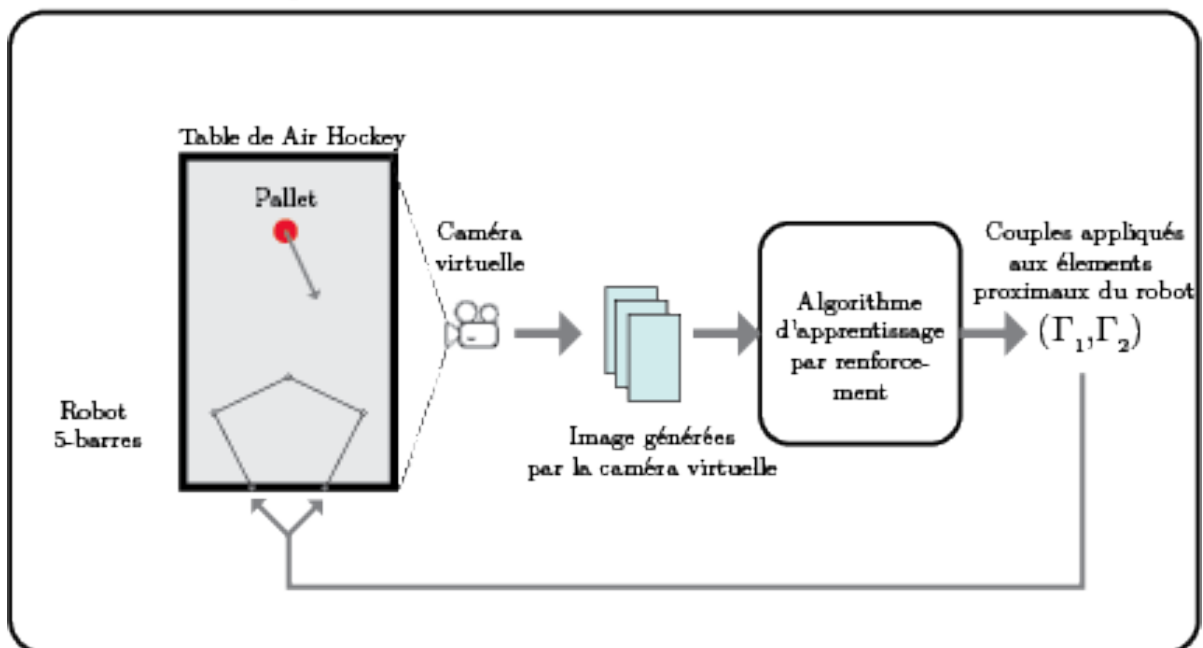 Table de Air Hockey
Pallet
Robot
5-barres
Caméra
virtuelle
Image générées
par la caméra virtuelle
Algorithme
d'apprentissage
par renforce-
ment
Couples appliqués
aux élements
proximaux du robot
(Γ₁,Γ₂)